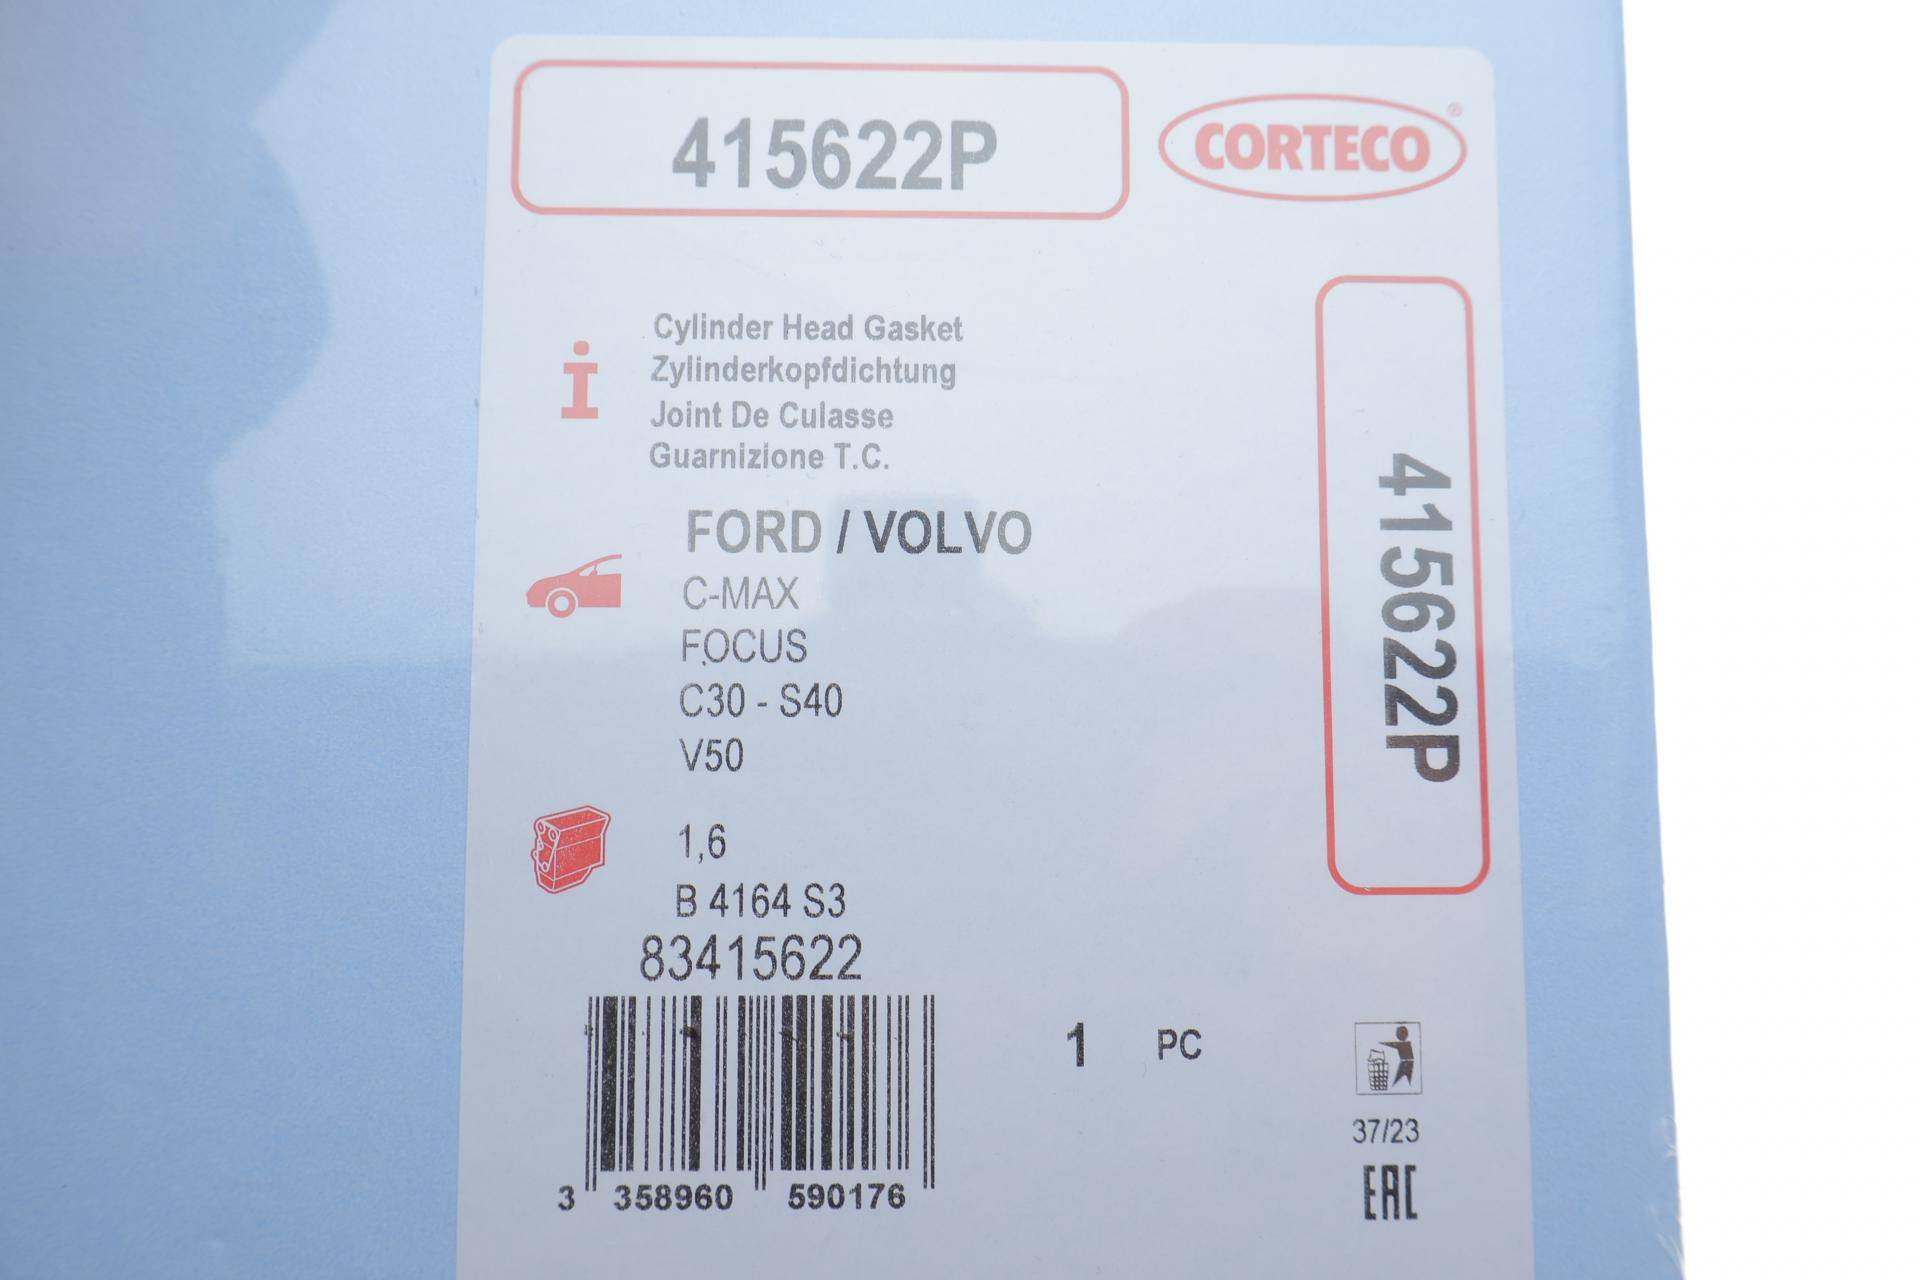 415622P
CORTECO®
Cylinder Head Gasket
Zylinderkopfdichtung
Joint De Culasse
Guarnizione T.C.
FORD / VOLVO
C-MAX
FOCUS
C30 - S40
V50
415622P
1,6
B 4164 S3
83415622
1 PC
37/23
EAC
3 358960 590176